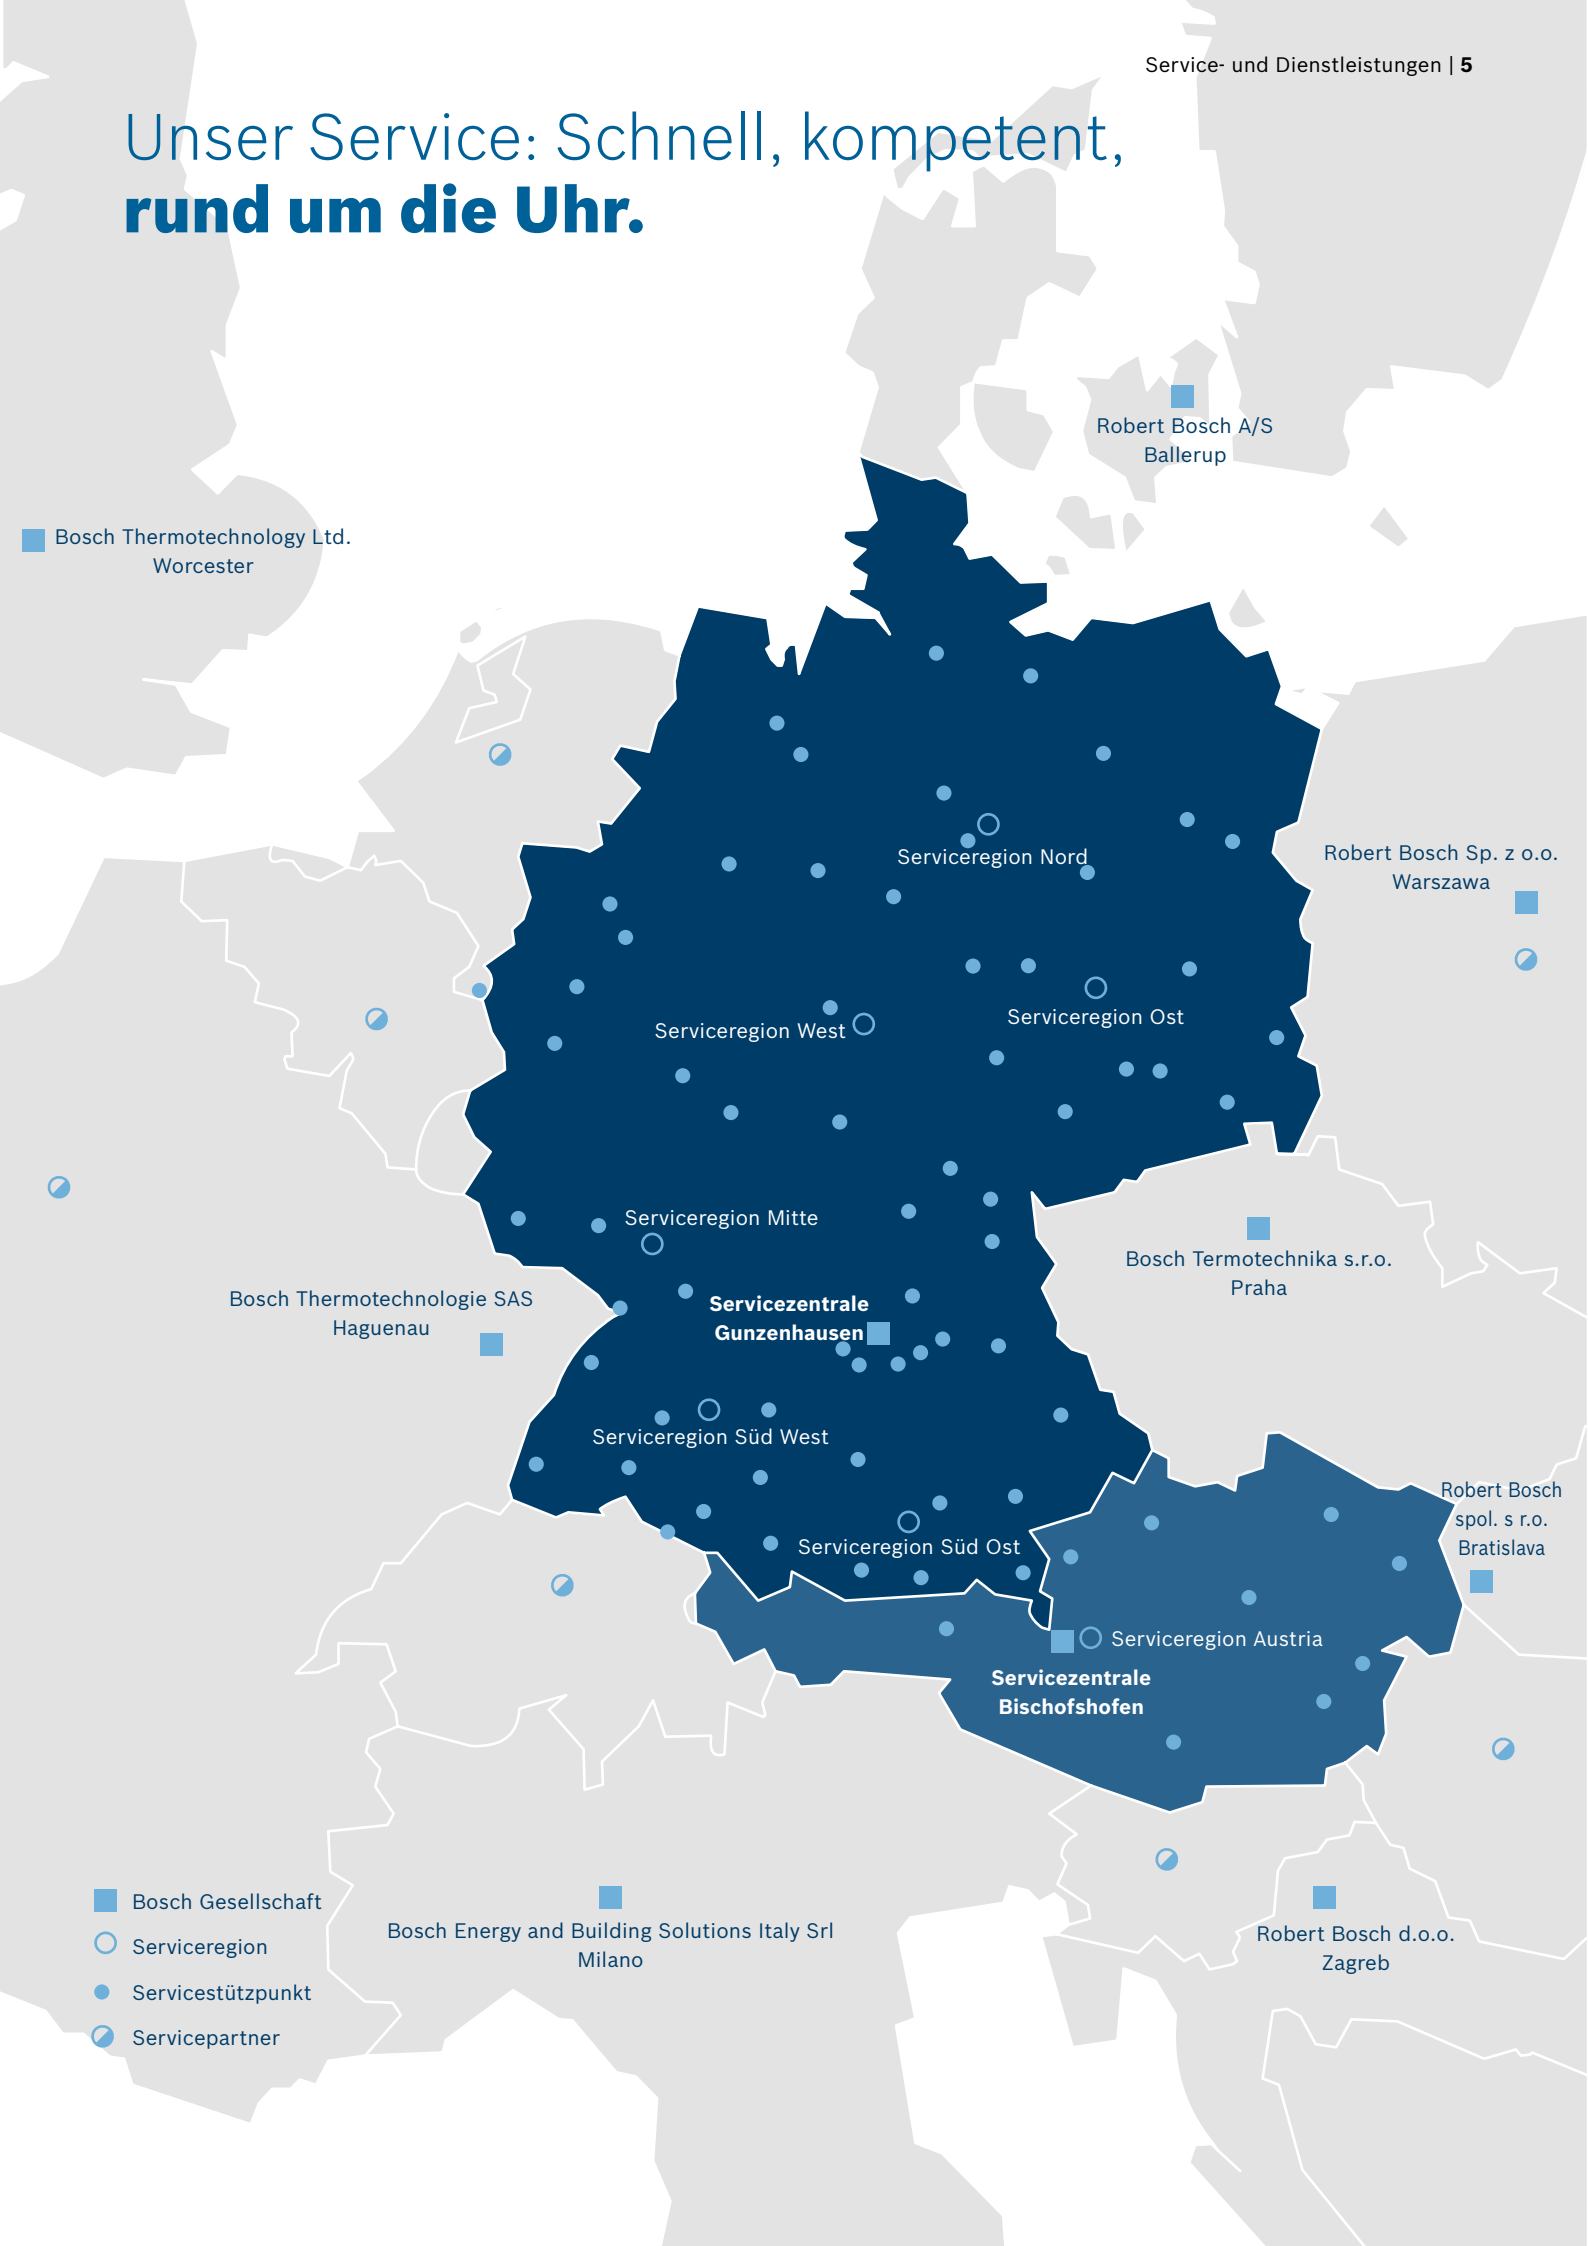 Service- und Dienstleistungen | 5
Unser Service: Schnell, kompetent,
rund um die Uhr.
Robert Bosch A/S
Ballerup
Bosch Thermotechnology Ltd.
Worcester
Robert Bosch Sp. z o.o.
Warszawa
Serviceregion Nord
Serviceregion Ost
Serviceregion West
Serviceregion Mitte
Bosch Termotechnika s.r.o.
Praha
Bosch Thermotechnologie SAS
Haguenau
Servicezentrale
Gunzenhausen
Serviceregion Süd West
Robert Bosch
spol. s r.o.
Bratislava
Serviceregion Süd Ost
Serviceregion Austria
Servicezentrale
Bischofshofen
Bosch Gesellschaft
Serviceregion
Servicestützpunkt
Servicepartner
Bosch Energy and Building Solutions Italy Srl
Milano
Robert Bosch d.o.o.
Zagreb